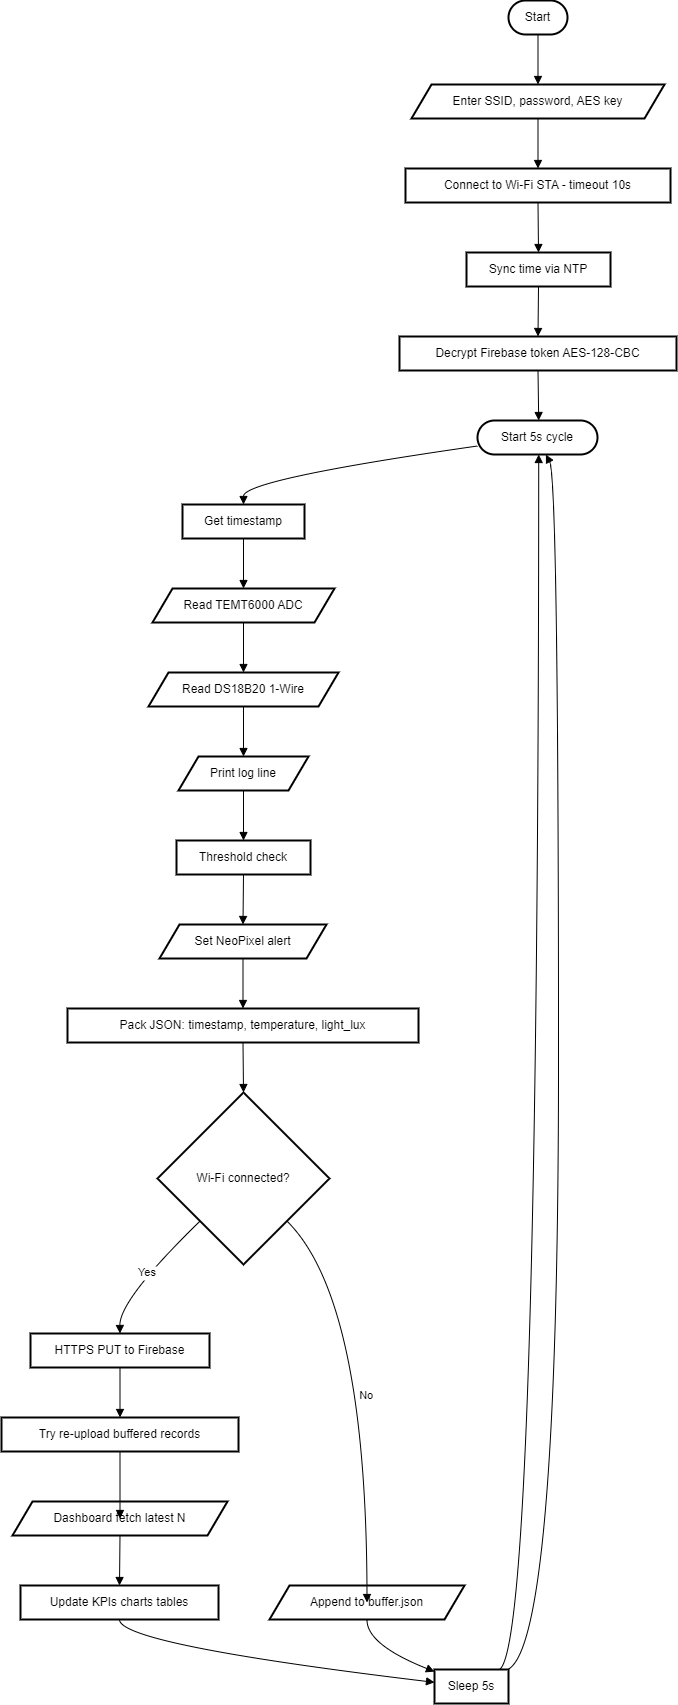 Start
Enter SSID, password, AES key
Connect to Wi-Fi STA - timeout 10s
Sync time via NTP
Decrypt Firebase token AES-128-CBC
Start 5s cycle
Get timestamp
Read TEMT6000 ADC
Read DS18B20 1-Wire
Print log line
Threshold check
Set NeoPixel alert
Pack JSON: timestamp, temperature, light_lux
Wi-Fi connected?
Yes
HTTPS PUT to Firebase
No
Try re-upload buffered records
Dashboard fetch latest N
Update KPIs charts tables
Append to buffer.json
Sleep 5s